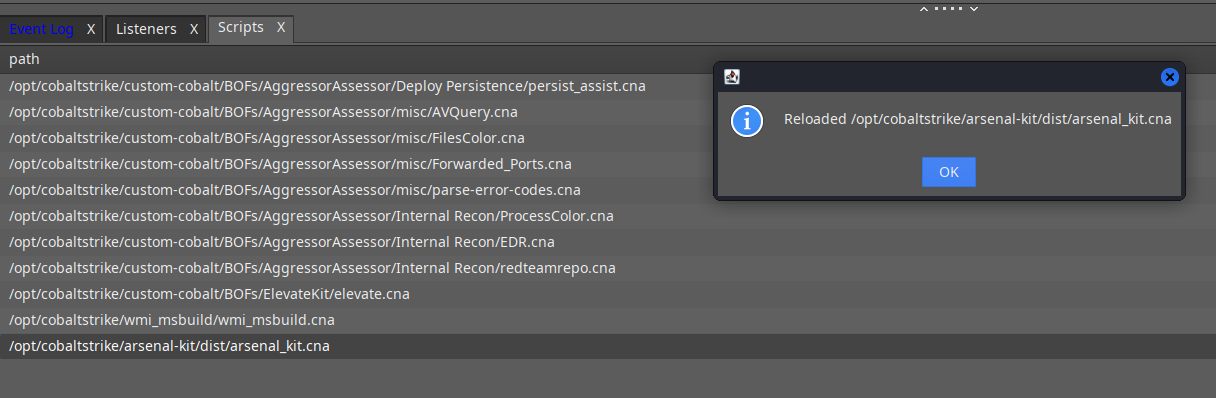 Event Log X Listeners X Scripts X
path
/opt/cobaltstrike/custom-cobalt/BOFs/AggressorAssessor/Deploy Persistence/persist_assist.cna
/opt/cobaltstrike/custom-cobalt/BOFs/AggressorAssessor/misc/AVQuery.cna
/opt/cobaltstrike/custom-cobalt/BOFs/AggressorAssessor/misc/FilesColor.cna
/opt/cobaltstrike/custom-cobalt/BOFs/AggressorAssessor/misc/Forwarded_Ports.cna
/opt/cobaltstrike/custom-cobalt/BOFs/AggressorAssessor/misc/parse-error-codes.cna
/opt/cobaltstrike/custom-cobalt/BOFs/AggressorAssessor/Internal Recon/ProcessColor.cna
/opt/cobaltstrike/custom-cobalt/BOFs/AggressorAssessor/Internal Recon/EDR.cna
/opt/cobaltstrike/custom-cobalt/BOFs/AggressorAssessor/Internal Recon/redteamrepo.cna
/opt/cobaltstrike/custom-cobalt/BOFs/ElevateKit/elevate.cna
/opt/cobaltstrike/wmi_msbuild/wmi_msbuild.cna
/opt/cobaltstrike/arsenal-kit/dist/arsenal_kit.cna
Reloaded /opt/cobaltstrike/arsenal-kit/dist/arsenal_kit.cna
OK